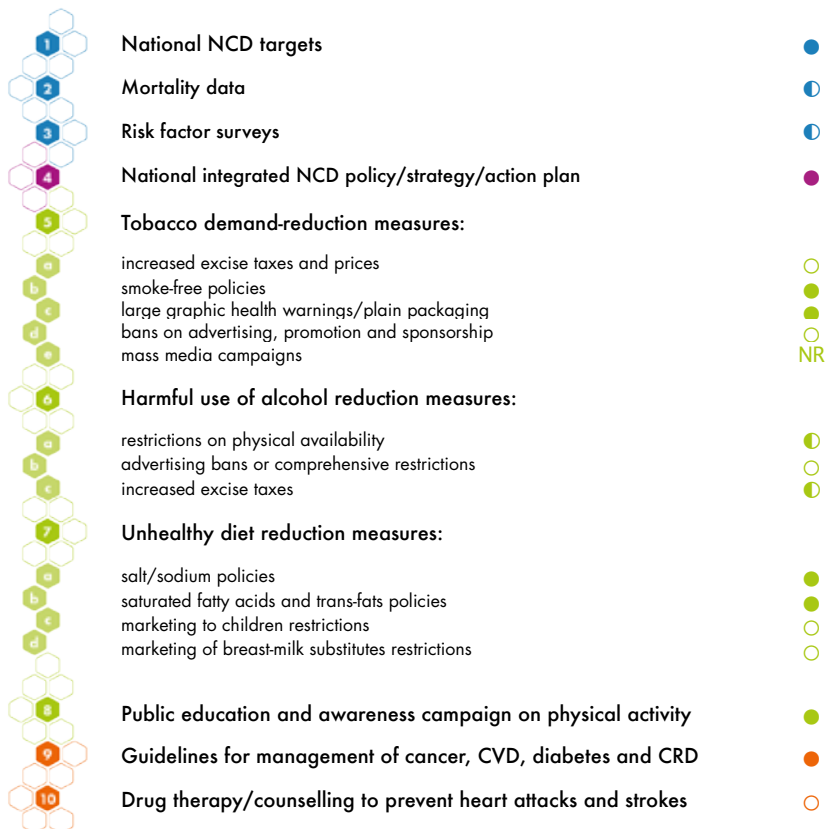 1 National NCD targets
2 Mortality data
3 Risk factor surveys
4 National integrated NCD policy/strategy/action plan
5 Tobacco demand-reduction measures:
a increased excise taxes and prices
b smoke-free policies
c large graphic health warnings/plain packaging
d bans on advertising, promotion and sponsorship
e mass media campaigns NR
6 Harmful use of alcohol reduction measures:
a restrictions on physical availability
b advertising bans or comprehensive restrictions
c increased excise taxes
7 Unhealthy diet reduction measures:
a salt/sodium policies
b saturated fatty acids and trans-fats policies
c marketing to children restrictions
d marketing of breast-milk substitutes restrictions
8 Public education and awareness campaign on physical activity
9 Guidelines for management of cancer, CVD, diabetes and CRD
10 Drug therapy/counselling to prevent heart attacks and strokes